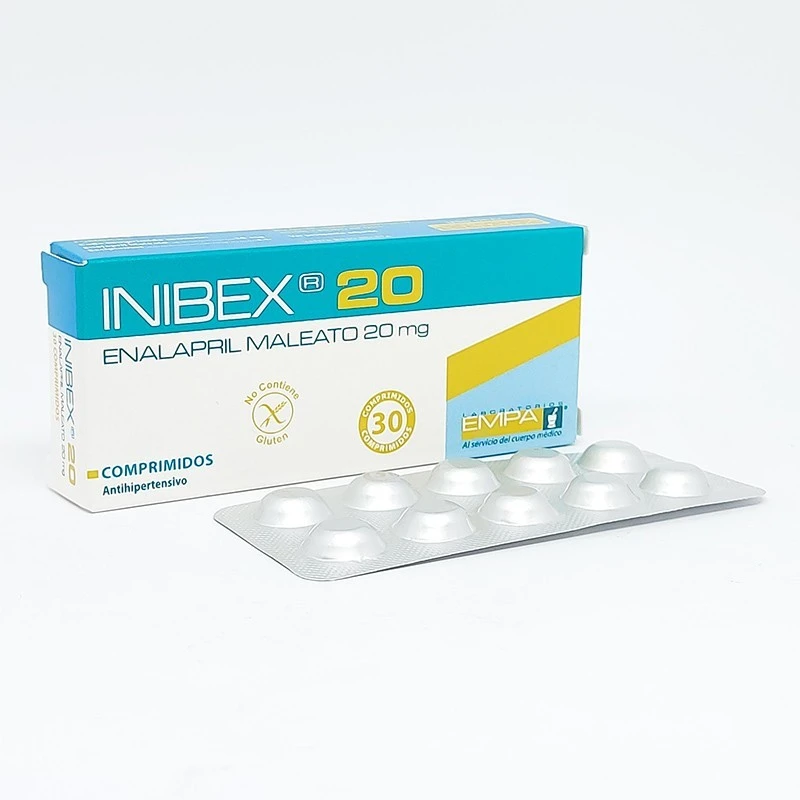 INIBEX® 20
ENALAPRIL MALEATO 20 mg
No Contiene
Gluten
COMPRIMIDOS
30
COMPRIMIDOS
LABORATORIOS
EMPA®
Al servicio del cuerpo médico
COMPRIMIDOS
Antihipertensivo
INIBEX® 20
ENALAPRIL MALEATO 20 mg
COMPRIMIDOS